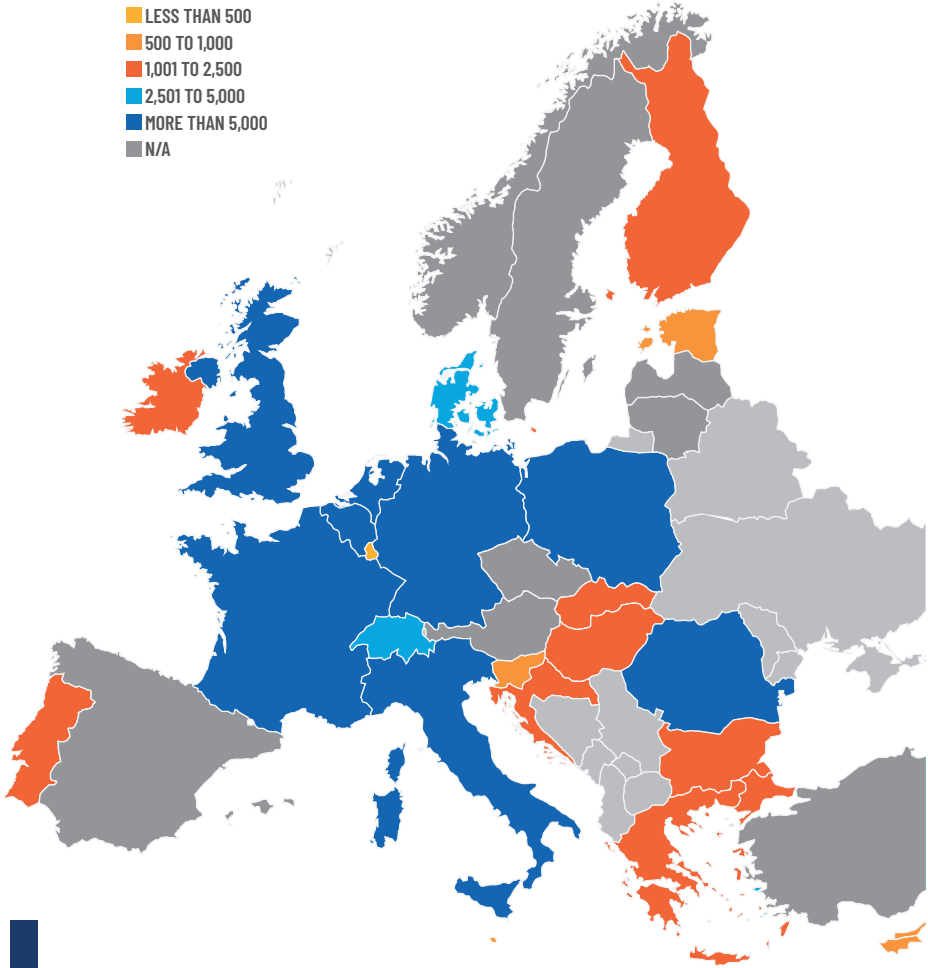 LESS THAN 500
500 TO 1,000
1,001 TO 2,500
2,501 TO 5,000
MORE THAN 5,000
N/A